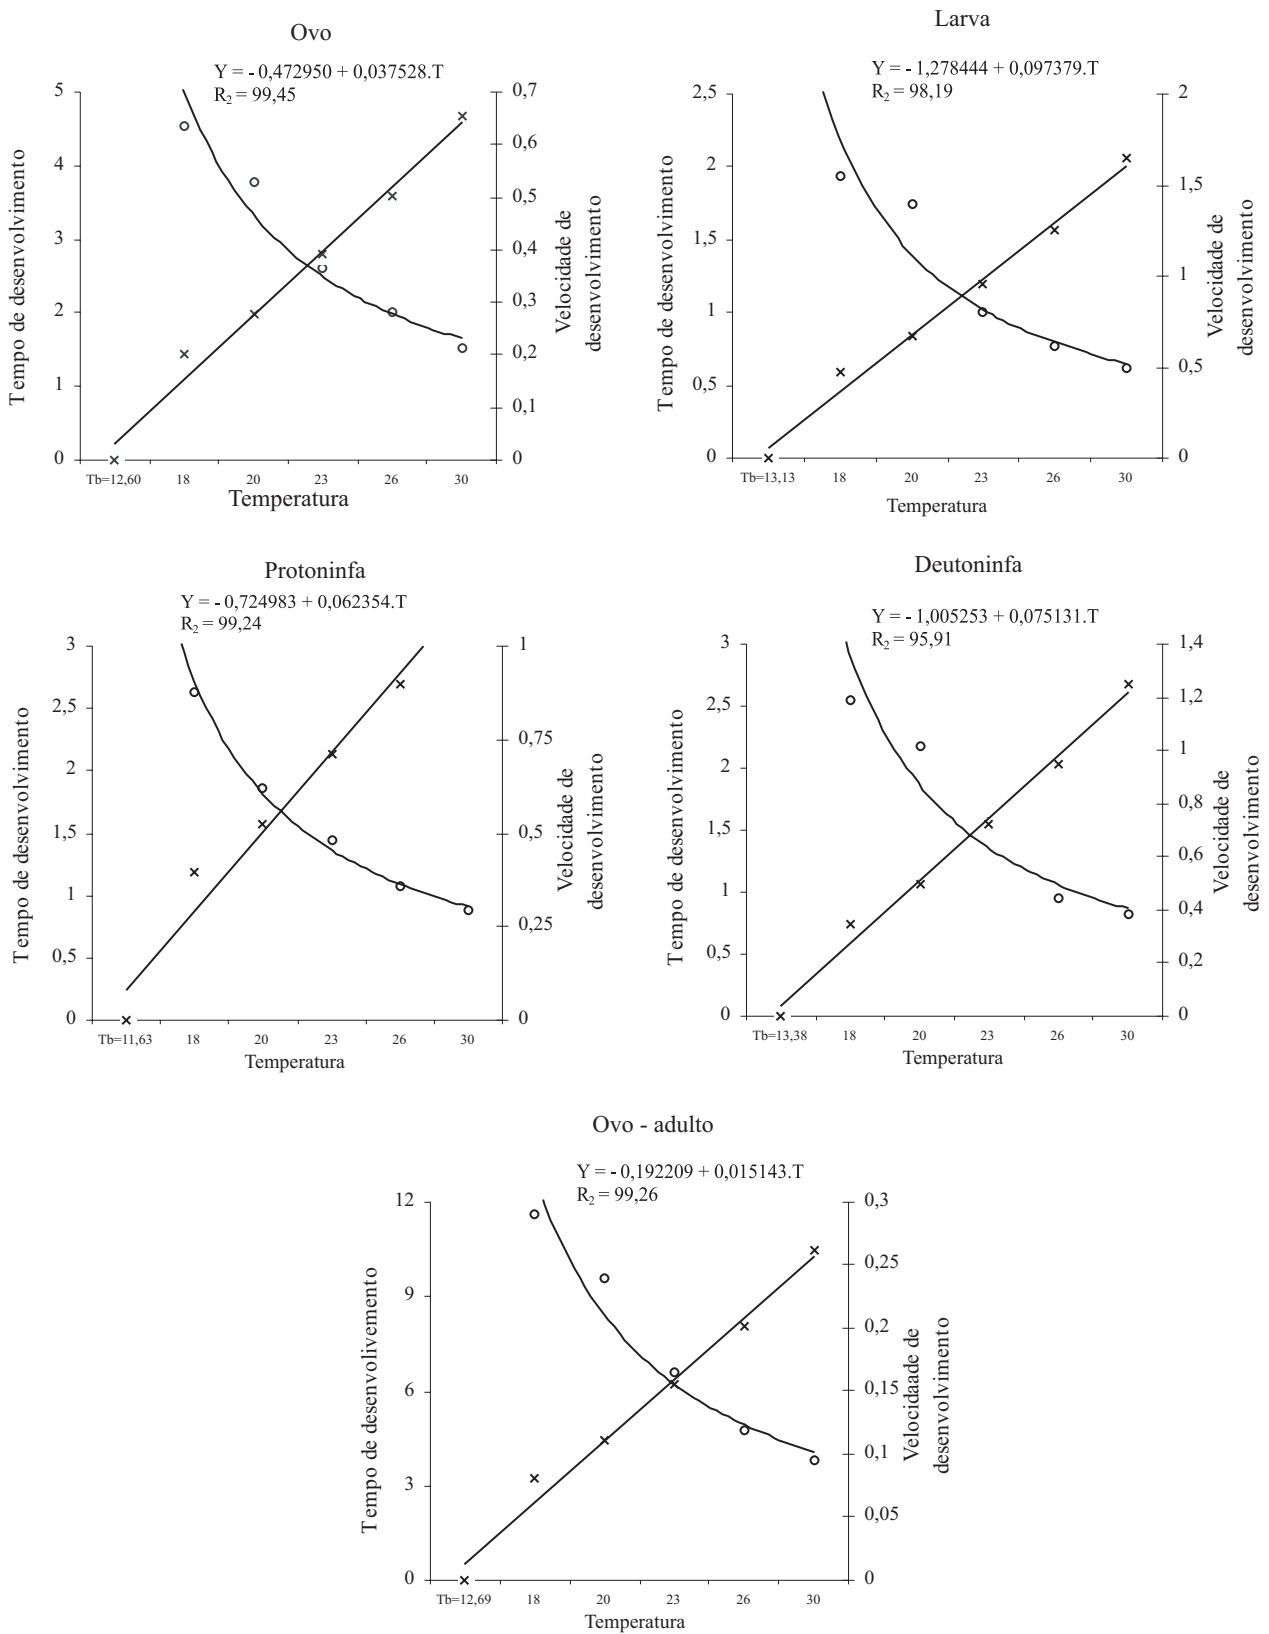 Ovo
Y = - 0,472950 + 0,037528.T
R2 = 99,45
5
4
3
2
1
0
0,7
0,6
0,5
0,4
0,3
0,2
0,1
0
Tempo de desenvolvimento
Velocidade de
desenvolvimento
Tb=12,60 18 20 23 26 30
Temperatura
Larva
Y = - 1,278444 + 0,097379.T
R2 = 98,19
2,5
2
1,5
1
0,5
0
2
1,5
1
0,5
0
Tempo de desenvolvimento
Velocidade de
desenvolvimento
Tb=13,13 18 20 23 26 30
Temperatura
Protoninfa
Y = - 0,724983 + 0,062354.T
R2 = 99,24
3
2,5
2
1,5
1
0,5
0
1
0,75
0,5
0,25
0
Tempo de desenvolvimento
Velocidade de
desenvolvimento
Tb=11,63 18 20 23 26 30
Temperatura
Deutoninfa
Y = - 1,005253 + 0,075131.T
R2 = 95,91
3
2,5
2
1,5
1
0,5
0
1,4
1,2
1
0,8
0,6
0,4
0,2
0
Tempo de desenvolvimento
Velocidade de
desenvolvimento
Tb=13,38 18 20 23 26 30
Temperatura
Ovo - adulto
Y = - 0,192209 + 0,015143.T
R2 = 99,26
12
9
6
3
0
0,3
0,25
0,2
0,15
0,1
0,05
0
Tempo de desenvolivemento
Velocidaade de
desenvolvimento
Tb=12,69 18 20 23 26 30
Temperatura